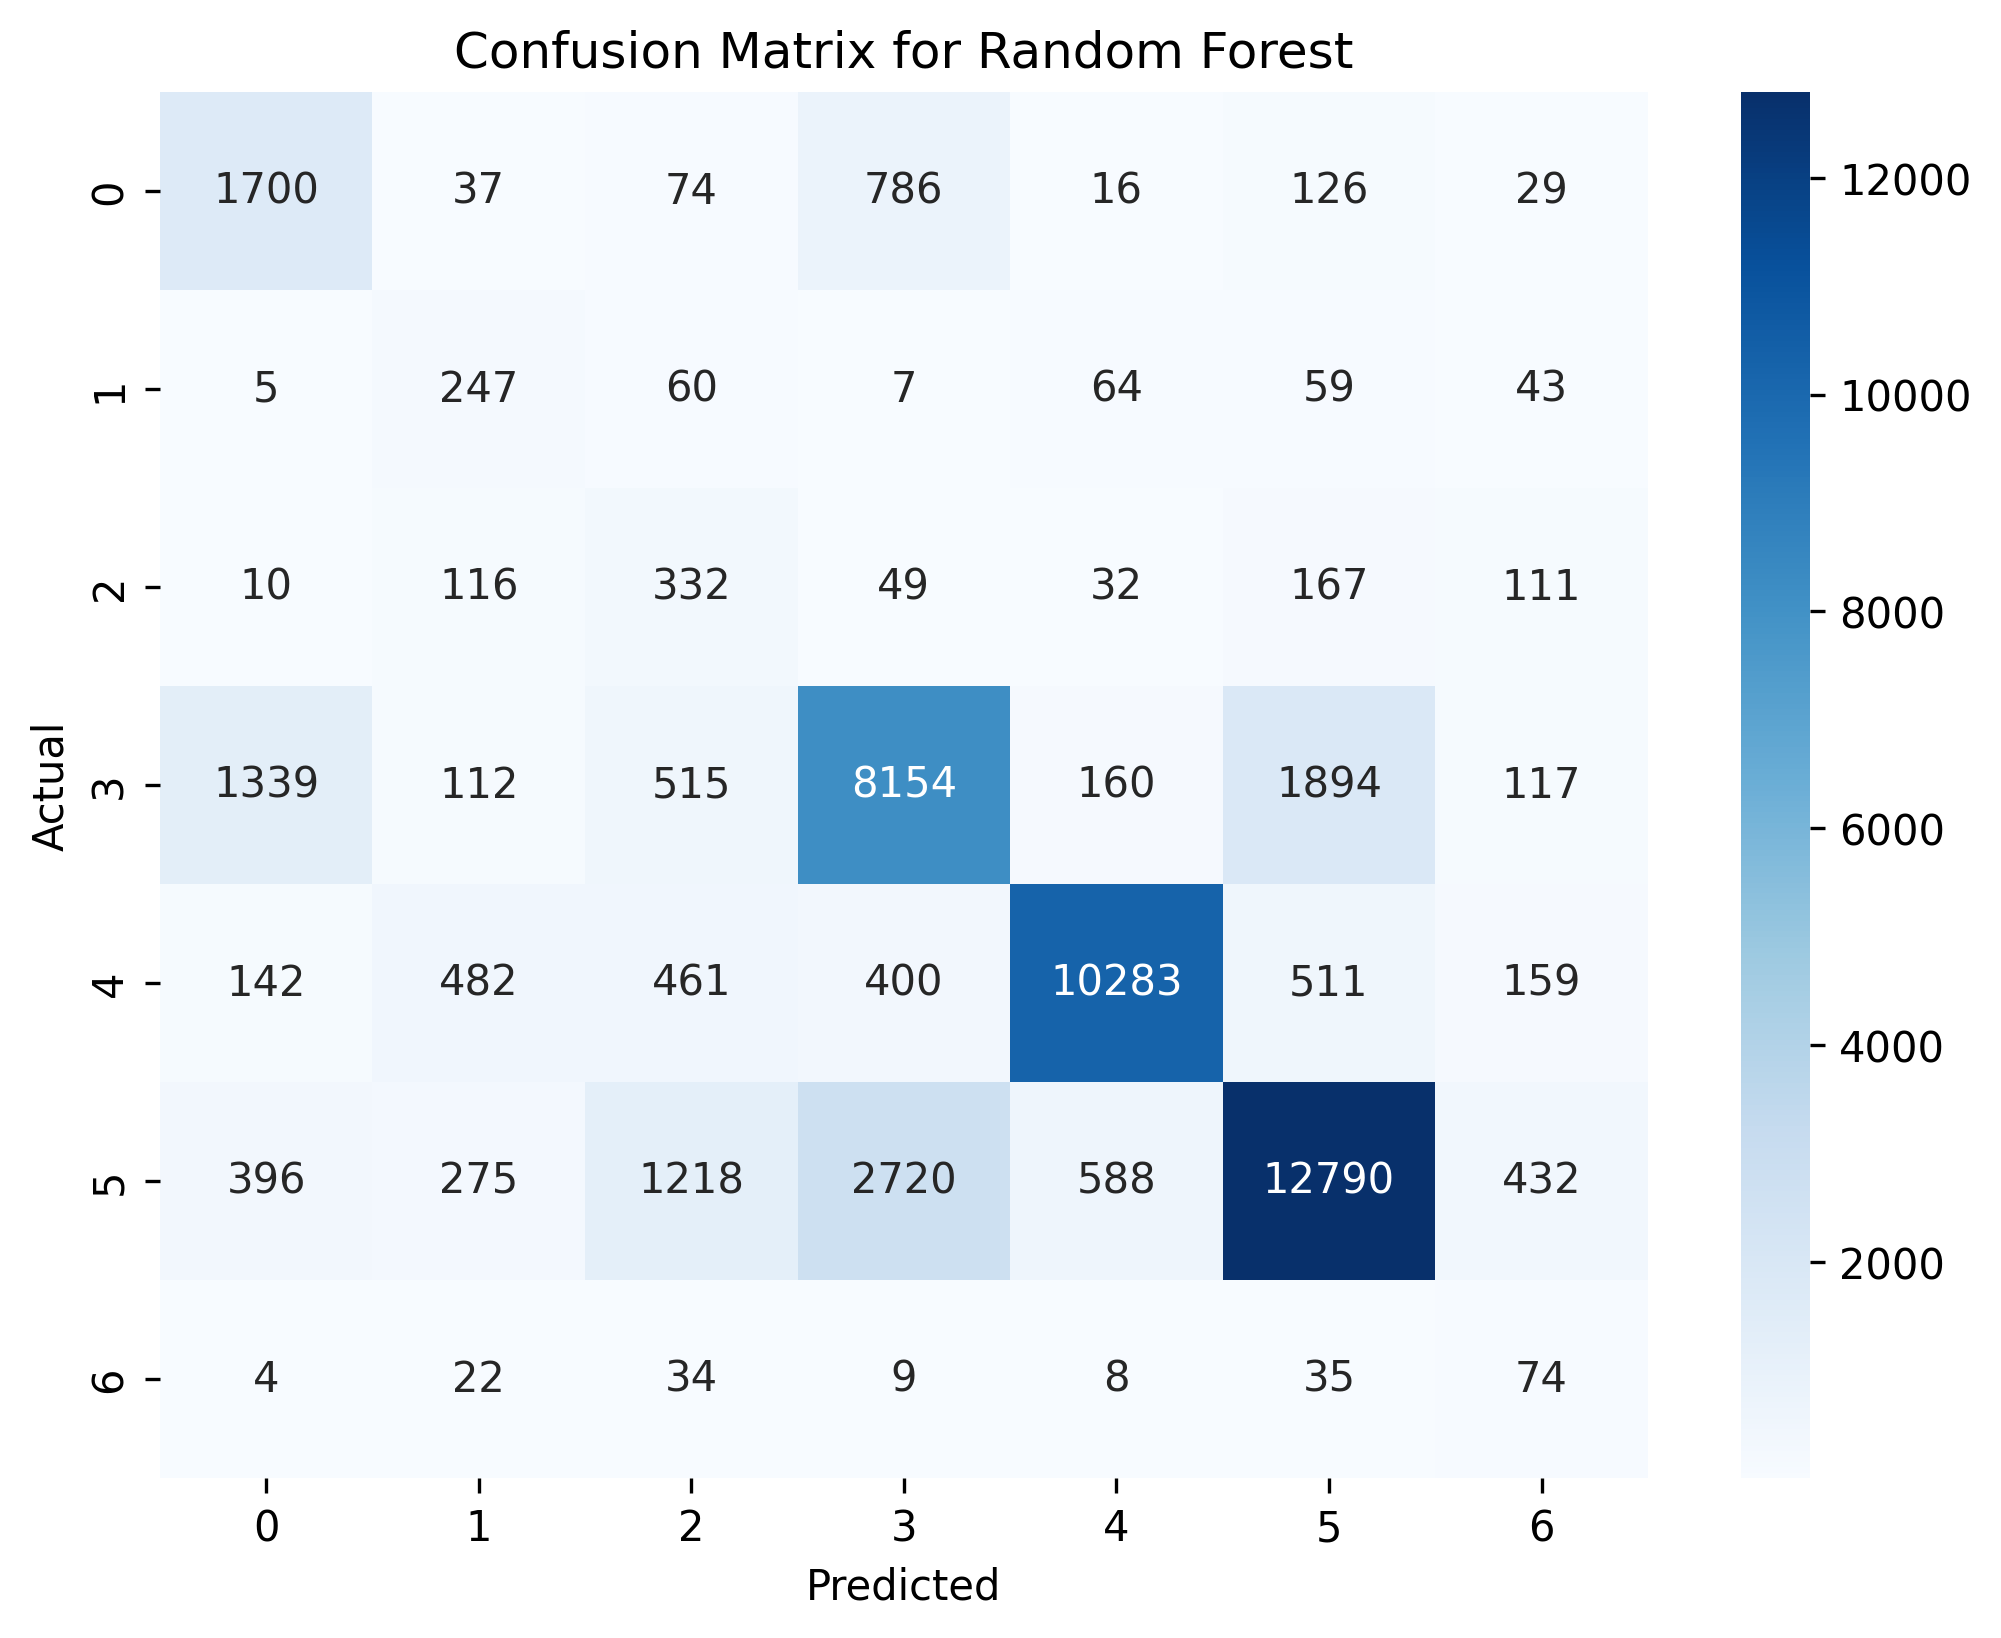 Confusion Matrix for Random Forest
0 1700 37 74 786 16 126 29
1 5 247 60 7 64 59 43
2 10 116 332 49 32 167 111
3 1339 112 515 8154 160 1894 117
4 142 482 461 400 10283 511 159
5 396 275 1218 2720 588 12790 432
6 4 22 34 9 8 35 74
0 1 2 3 4 5 6
Predicted
Actual
12000
10000
8000
6000
4000
2000